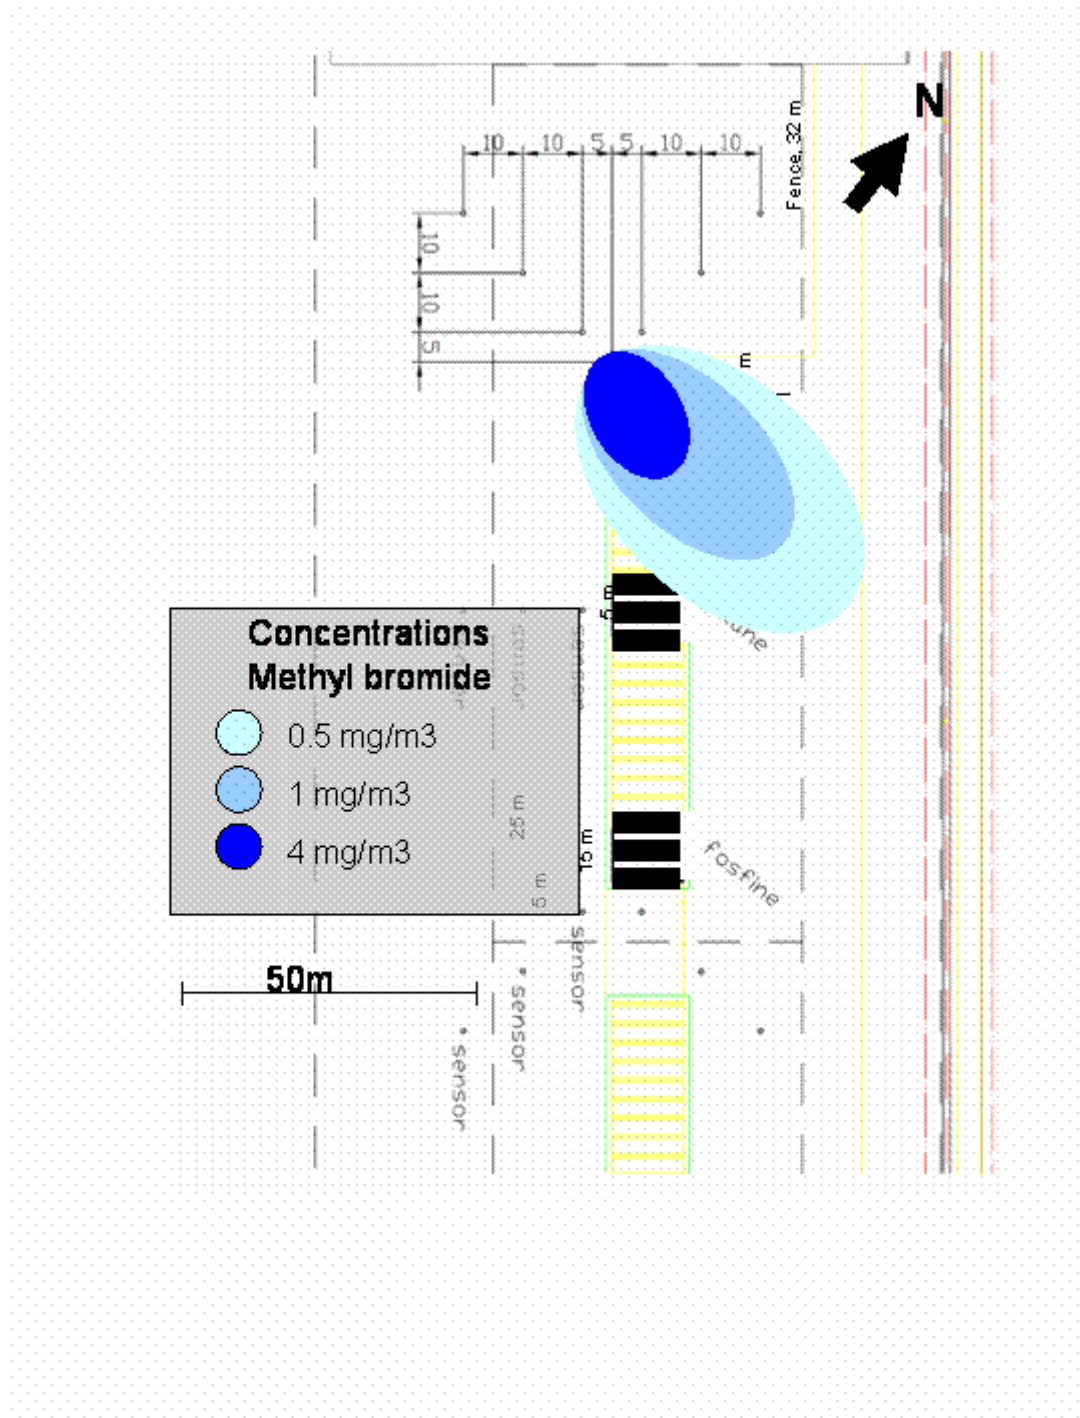 N
Fence, 32 m
10 10 5 5 10 10
10
10
5
E
Concentrations
Methyl bromide
0.5 mg/m3
1 mg/m3
4 mg/m3
25 m
5 m
15 m
fosfine
50m
sensor
sensor
sensor